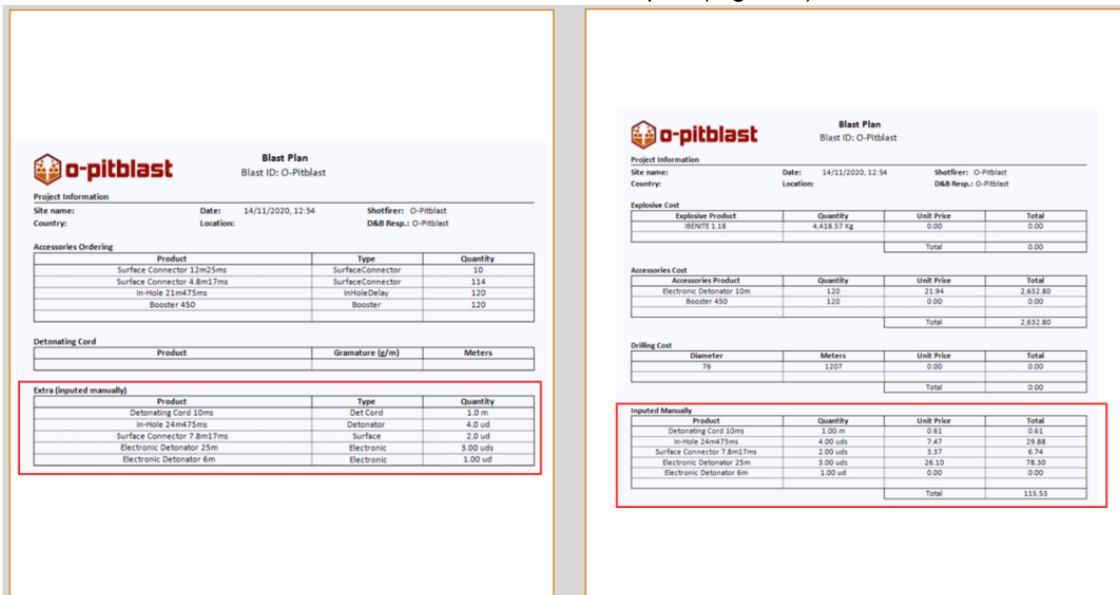 o-pitblast
Blast Plan
Blast ID: O-Pitblast
Project Information
Site name: Date: 14/11/2020, 12:54 Shotfirer: O-Pitblast
Country: Location: D&B Resp.: O-Pitblast
Accessories Ordering
Product Type Quantity
Surface Connector 12m25ms SurfaceConnector 10
Surface Connector 4.8m17ms SurfaceConnector 114
In-Hole 21m475ms InHoleDelay 120
Booster 450 Booster 120
Detonating Cord
Product Gramature (g/m) Meters
Extra (inputed manually)
Product Type Quantity
Detonating Cord 10ms Det Cord 1.0 m
In-Hole 24m475ms Detonator 4.0 ud
Surface Connector 7.8m17ms Surface 2.0 ud
Electronic Detonator 25m Electronic 3.00 uds
Electronic Detonator 6m Electronic 1.00 ud
o-pitblast
Blast Plan
Blast ID: O-Pitblast
Project Information
Site name: Date: 14/11/2020, 12:54 Shotfirer: O-Pitblast
Country: Location: D&B Resp.: O-Pitblast
Explosive Cost
Explosive Product Quantity Unit Price Total
IBENITE 1.18 4,418.57 Kg 0.00 0.00
Total 0.00
Accessories Cost
Accessories Product Quantity Unit Price Total
Electronic Detonator 10m 120 21.94 2,632.80
Booster 450 120 0.00 0.00
Total 2,632.80
Drilling Cost
Diameter Meters Unit Price Total
76 1207 0.00 0.00
Total 0.00
Inputed Manually
Product Quantity Unit Price Total
Detonating Cord 10ms 1.00 m 0.61 0.61
In-Hole 24m475ms 4.00 uds 7.47 29.88
Surface Connector 7.8m17ms 2.00 uds 3.37 6.74
Electronic Detonator 25m 3.00 uds 26.10 78.30
Electronic Detonator 6m 1.00 ud 0.00 0.00
Total 115.53